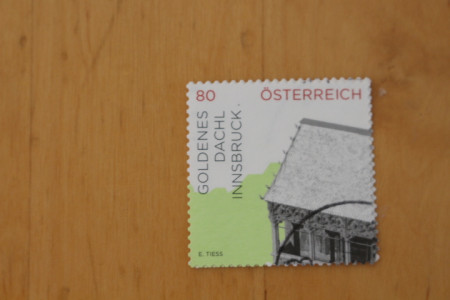 80
ÖSTERREICH
GOLDENES
DACHL
INNSBRUCK
E. TIESS